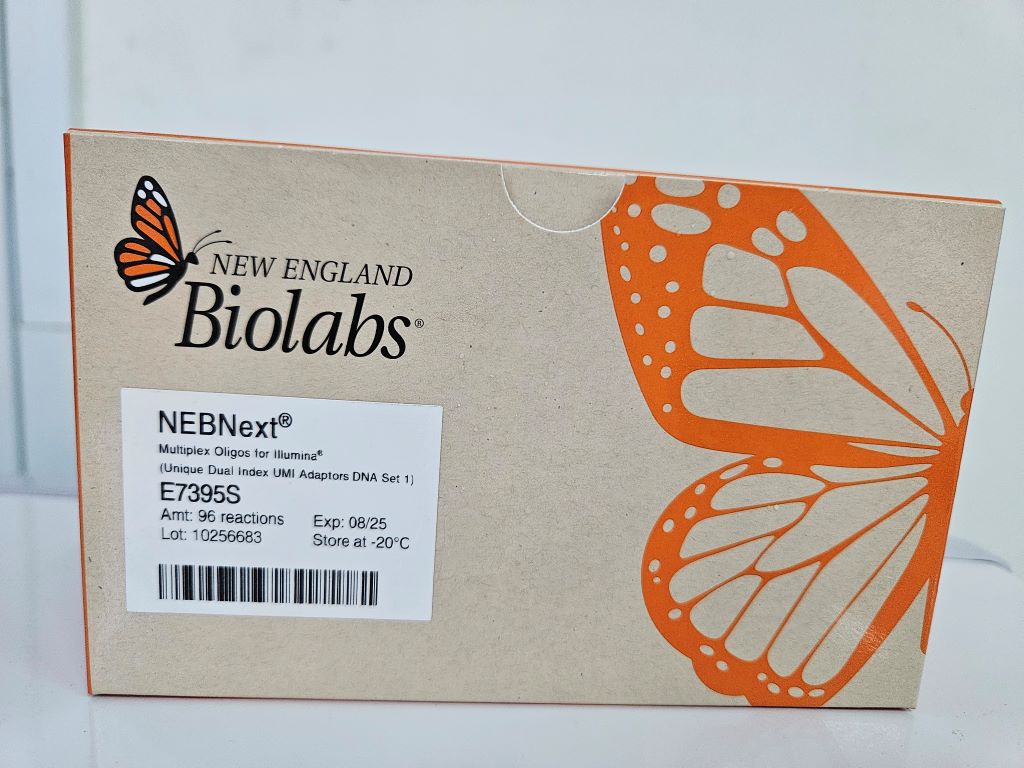 NEW ENGLAND
Biolabs®
NEBNext®
Multiplex Oligos for Illumina®
(Unique Dual Index UMI Adaptors DNA Set 1)
E7395S
Amt: 96 reactions Exp: 08/25
Lot: 10256683 Store at -20°C